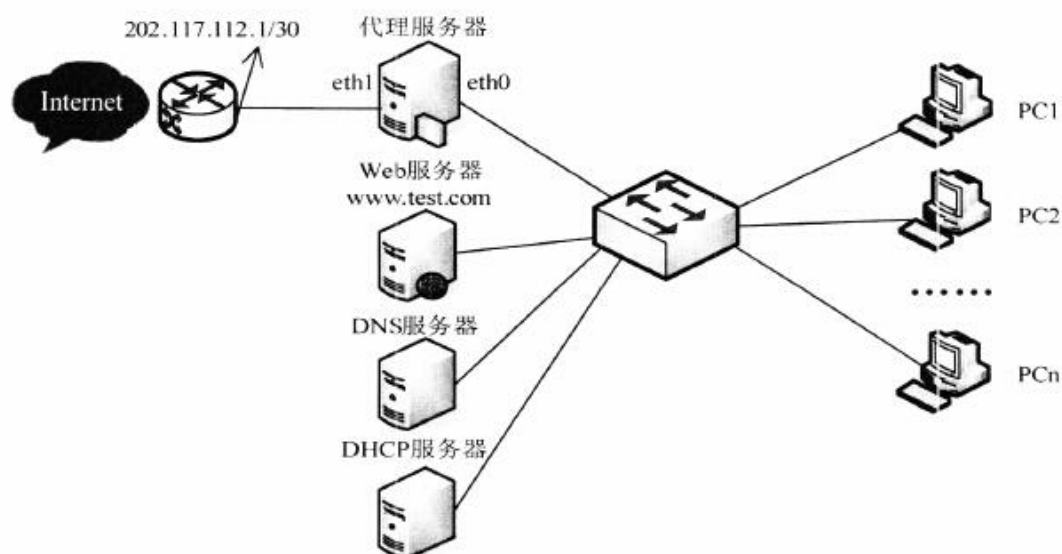 202.117.112.1/30
代理服务器
Internet
eth1
eth0
PC1
Web服务器
www.test.com
PC2
......
DNS服务器
PCn
DHCP服务器